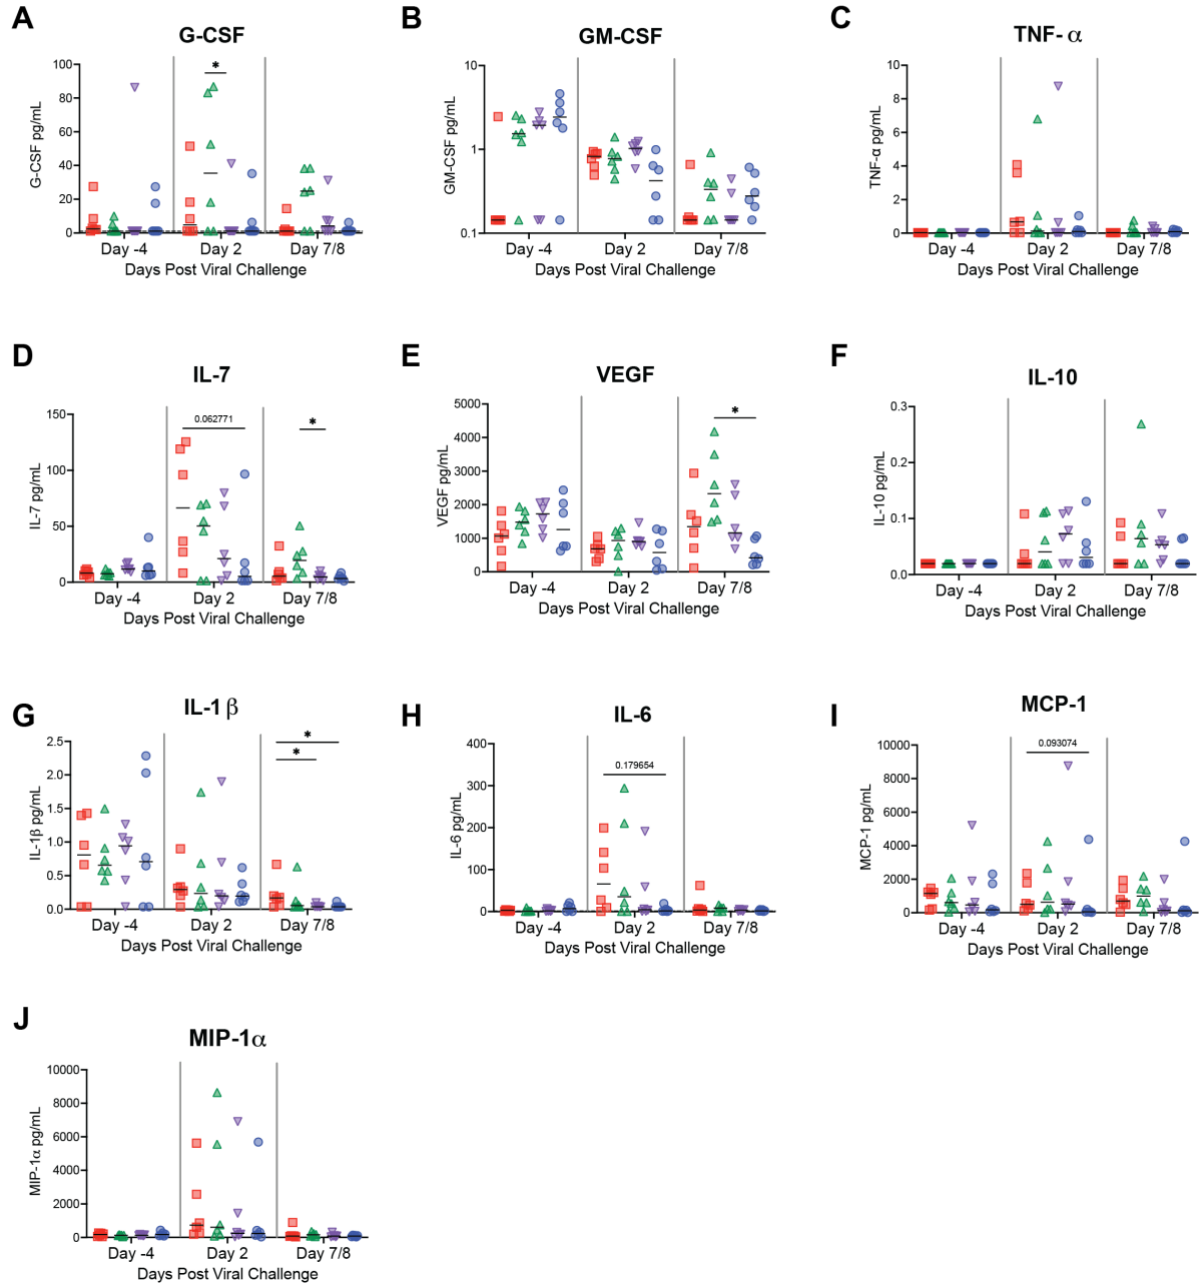 A
G-CSF
100
80
60
40
20
0
G-CSF pg/mL
*
Day -4
Day 2
Day 7/8
Days Post Viral Challenge
B
GM-CSF
10
1
0.1
GM-CSF pg/mL
Day -4
Day 2
Day 7/8
Days Post Viral Challenge
C
TNF- α
10
8
6
4
2
0
TNF-α pg/mL
Day -4
Day 2
Day 7/8
Days Post Viral Challenge
D
IL-7
150
100
50
0
IL-7 pg/mL
0.062771
*
Day -4
Day 2
Day 7/8
Days Post Viral Challenge
E
VEGF
5000
4000
3000
2000
1000
0
VEGF pg/mL
*
Day -4
Day 2
Day 7/8
Days Post Viral Challenge
F
IL-10
0.3
0.2
0.1
0.0
IL-10 pg/mL
Day -4
Day 2
Day 7/8
Days Post Viral Challenge
G
IL-1 β
2.5
2.0
1.5
1.0
0.5
0.0
IL-1β pg/mL
*
*
Day -4
Day 2
Day 7/8
Days Post Viral Challenge
H
IL-6
400
300
200
100
0
IL-6 pg/mL
0.179654
Day -4
Day 2
Day 7/8
Days Post Viral Challenge
I
MCP-1
10000
8000
6000
4000
2000
0
MCP-1 pg/mL
0.093074
Day -4
Day 2
Day 7/8
Days Post Viral Challenge
J
MIP-1α
10000
8000
6000
4000
2000
0
MIP-1α pg/mL
Day -4
Day 2
Day 7/8
Days Post Viral Challenge